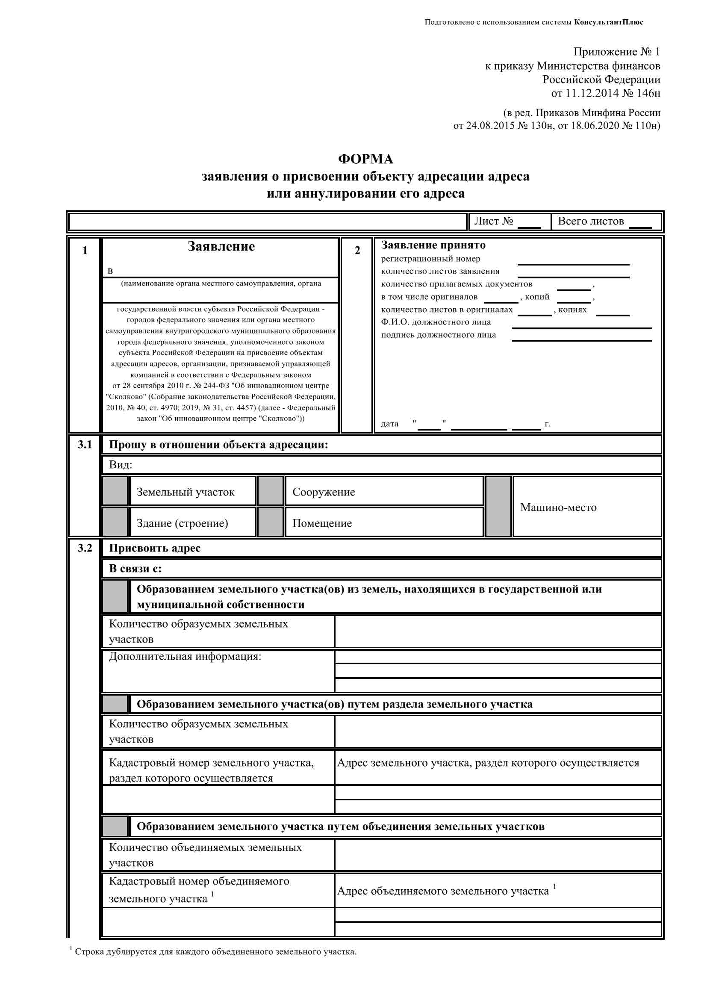 Подготовлено с использованием системы КонсультантПлюс
Приложение № 1
к приказу Министерства финансов
Российской Федерации
от 11.12.2014 № 146н
(в ред. Приказов Минфина России
от 24.08.2015 № 130н, от 18.06.2020 № 110н)
ФОРМА
заявления о присвоении объекту адресации адреса
или аннулировании его адреса
Лист № Всего листов
1
Заявление
в
(наименование органа местного самоуправления, органа
государственной власти субъекта Российской Федерации -
городов федерального значения или органа местного
самоуправления внутригородского муниципального образования
города федерального значения, уполномоченного законом
субъекта Российской Федерации на присвоение объектам
адресации адресов, организации, признаваемой управляющей
компанией в соответствии с Федеральным законом
от 28 сентября 2010 г. № 244-ФЗ "Об инновационном центре
"Сколково" (Собрание законодательства Российской Федерации,
2010, № 40, ст. 4970; 2019, № 31, ст. 4457) (далее - Федеральный
закон "Об инновационном центре "Сколково"))
2
Заявление принято
регистрационный номер
количество листов заявления
количество прилагаемых документов ,
в том числе оригиналов , копий ,
количество листов в оригиналах , копиях
Ф.И.О. должностного лица
подпись должностного лица
дата " " г.
3.1 Прошу в отношении объекта адресации:
Вид:
Земельный участок Сооружение
Машино-место
Здание (строение) Помещение
3.2 Присвоить адрес
В связи с:
Образованием земельного участка(ов) из земель, находящихся в государственной или
муниципальной собственности
Количество образуемых земельных
участков
Дополнительная информация:
Образованием земельного участка(ов) путем раздела земельного участка
Количество образуемых земельных
участков
Кадастровый номер земельного участка,
раздел которого осуществляется
Адрес земельного участка, раздел которого осуществляется
Образованием земельного участка путем объединения земельных участков
Количество объединяемых земельных
участков
Кадастровый номер объединяемого
земельного участка 1
Адрес объединяемого земельного участка 1
1 Строка дублируется для каждого объединенного земельного участка.